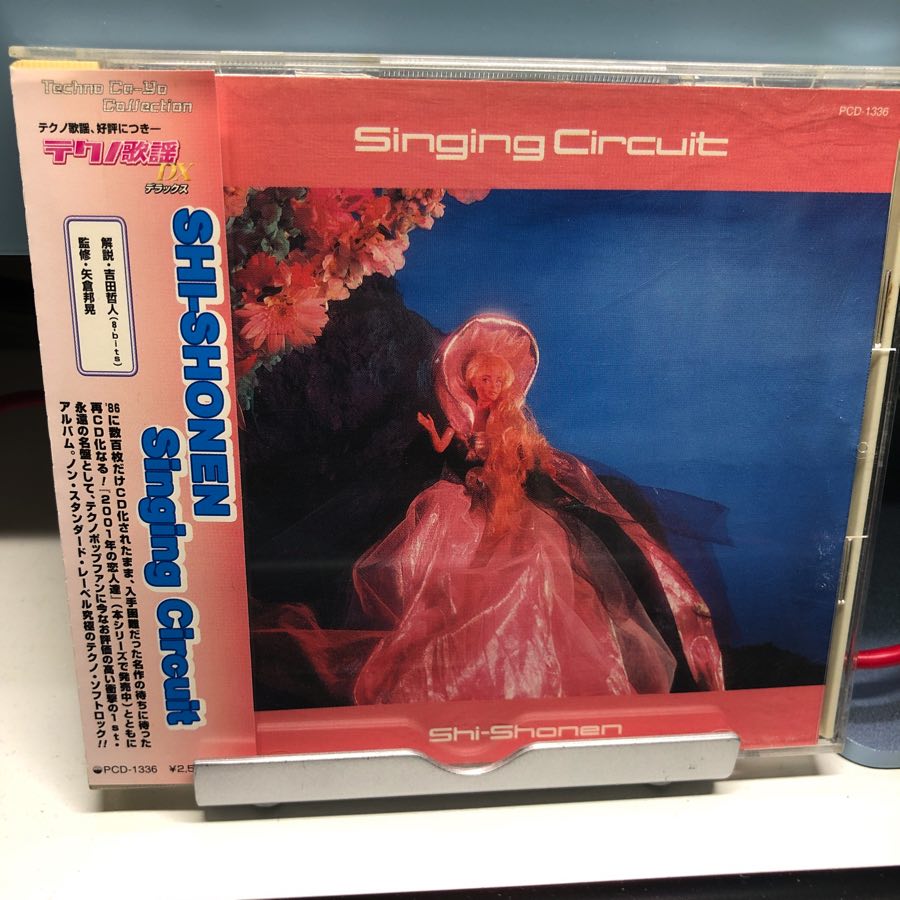 Techno Ca-Yo
Collection
テクノ歌謡、好評につき―
テクノ歌謡
DX
デラックス
解説・吉田哲人(8-bits)
監修・矢倉邦晃
SHI-SHONEN
Singing Circuit
'86に数百枚だけCD化されたまま、入手困難だった名作の待ちに待った
再CD化なる!「2001年の恋人達」(本シリーズで発売中)とともに
永遠の名盤として、テクノポップファンに今なお評価の高い衝撃の1st・
アルバム。ノン・スタンダード・レーベル究極のテクノ・ソフトロック!!
PCD-1336 ¥2,5
Singing Circuit
PCD-1336
Shi-Shonen